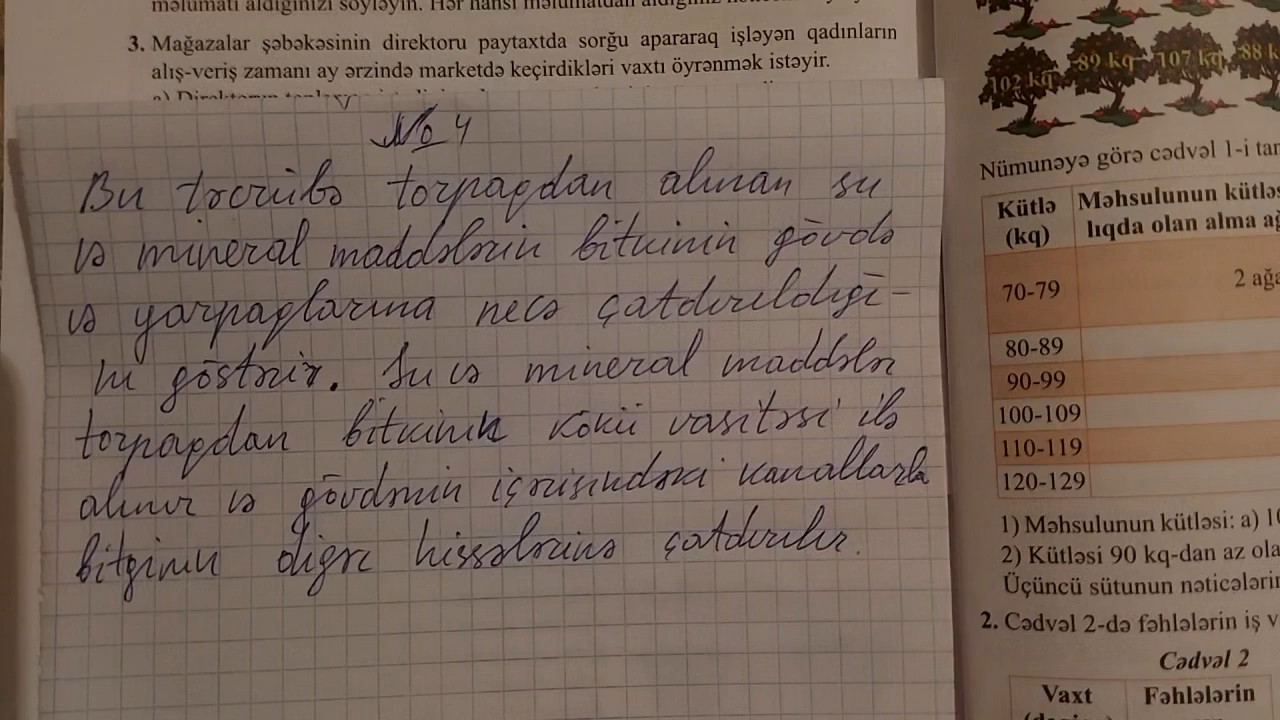 məlumatı aldığınızı söyləyin. Hər hansı məlumatdan
3. Mağazalar şəbəkəsinin direktoru paytaxtda sorğu apararaq işləyən qadınların
alış-veriş zamanı ay ərzində marketdə keçirdikləri vaxtı öyrənmək istəyir.
№ 4
Bu təcrübə torpaqdan alınan su
və mineral maddələrin bitkinin gövdə
və yarpaqlarına necə çatdırıldığı-
nı göstərir. Su və mineral maddələr
torpaqdan bitkinin kökü vasitəsi ilə
alınır və gövdənin içərisindəki kanallarla
bitginin digər hissələrinə çatdırılır.
102 kq 89 kq 107 kq 88 k
Nümunəyə görə cədvəl 1-i tar
Kütlə (kq) Məhsulunun kütləs
lıqda olan alma ağ
70-79 2 ağa
80-89
90-99
100-109
110-119
120-129
1) Məhsulunun kütləsi: a) 10
2) Kütləsi 90 kq-dan az ola
Üçüncü sütunun nəticələrin
2. Cədvəl 2-də fəhlələrin iş v
Cədvəl 2
Vaxt Fəhlələrin